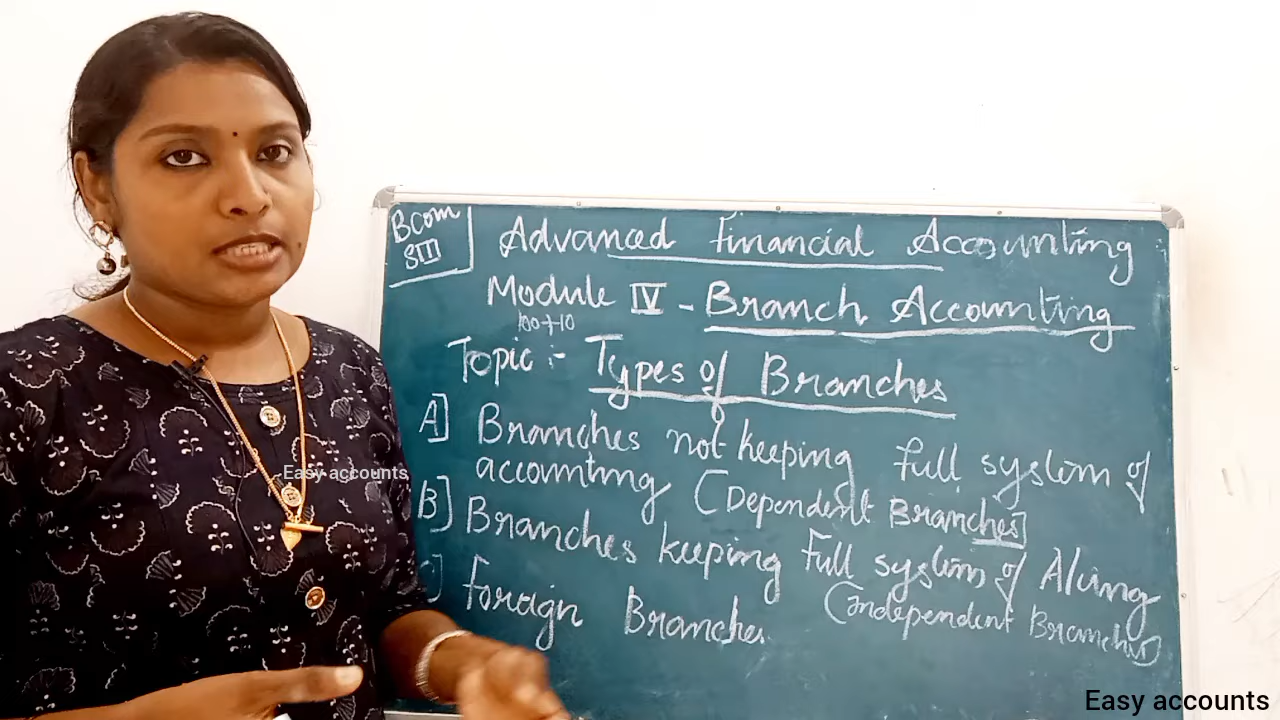 BCom
SIII
Advanced Financial Accounting
Module IV - Branch Accounting
100+10
Topic :- Types of Branches
A] Branches not keeping full system of
accounting (Dependent Branches]
B] Branches keeping Full system of A/cing
(Independent Branches]
C] Foreign Branches
Easy accounts
Easy accounts